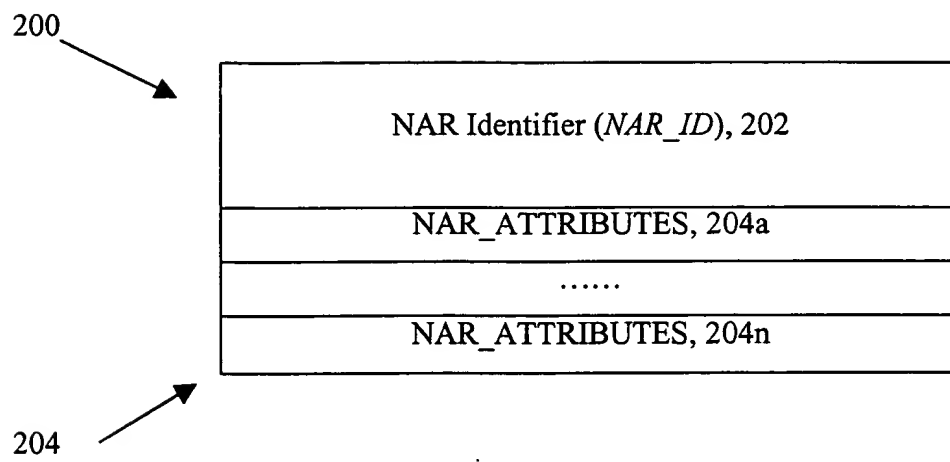 200
NAR Identifier (NAR_ID), 202
NAR_ATTRIBUTES, 204a
......
NAR_ATTRIBUTES, 204n
204